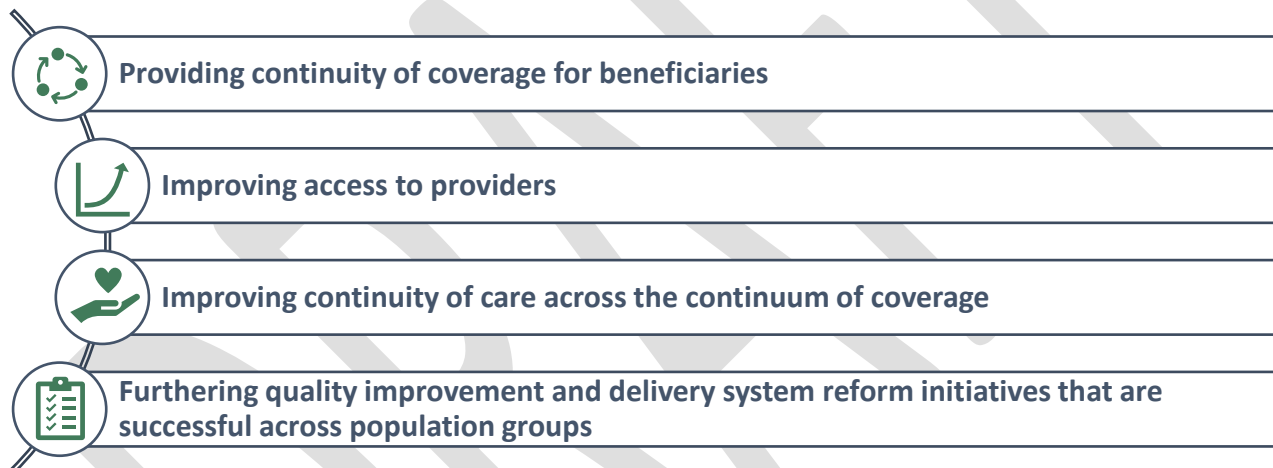 Providing continuity of coverage for beneficiaries
Improving access to providers
Improving continuity of care across the continuum of coverage
Furthering quality improvement and delivery system reform initiatives that are
successful across population groups